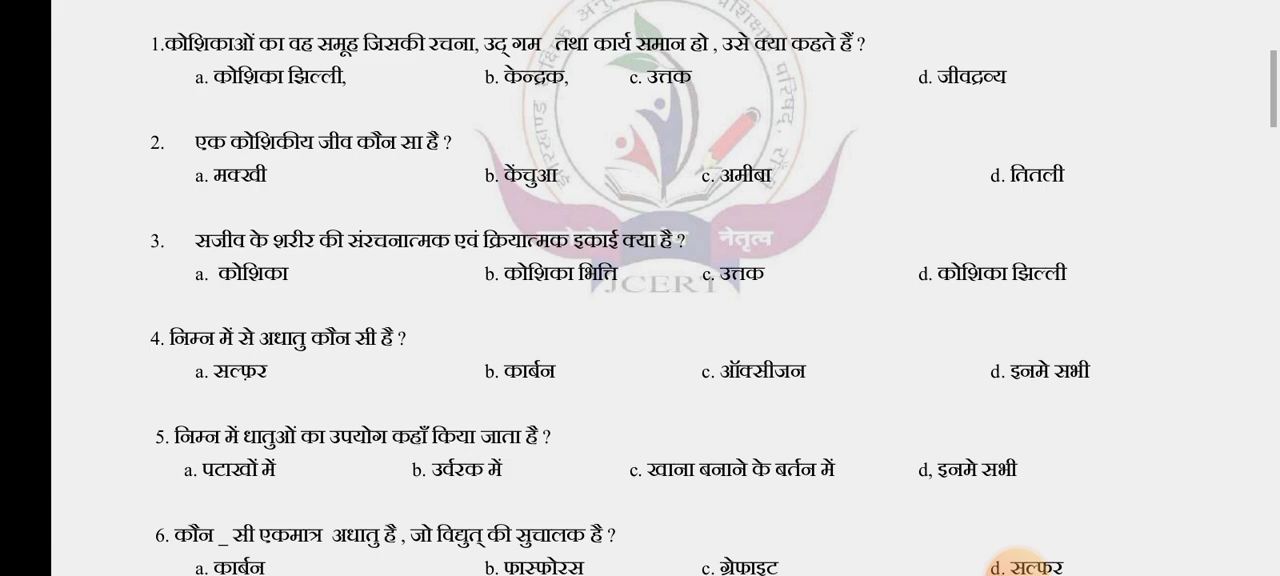 1.कोशिकाओं का वह समूह जिसकी रचना, उद् गम तथा कार्य समान हो , उसे क्या कहते हैं ?
a. कोशिका झिल्ली, b. केन्द्रक, c. उत्तक d. जीवद्रव्य
2. एक कोशिकीय जीव कौन सा है ?
a. मक्खी b. केंचुआ c. अमीबा d. तितली
3. सजीव के शरीर की संरचनात्मक एवं क्रियात्मक इकाई क्या है ?
नेतृत्व
a. कोशिका b. कोशिका भित्ति c. उत्तक d. कोशिका झिल्ली
JCERT
4. निम्न में से अधातु कौन सी है ?
a. सल्फ़र b. कार्बन c. ऑक्सीजन d. इनमे सभी
5. निम्न में धातुओं का उपयोग कहाँ किया जाता है ?
a. पटाखों में b. उर्वरक में c. खाना बनाने के बर्तन में d, इनमे सभी
6. कौन _ सी एकमात्र अधातु है , जो विद्युत् की सुचालक है ?
a. कार्बन b. फास्फोरस c. ग्रेफाइट d. सल्फर